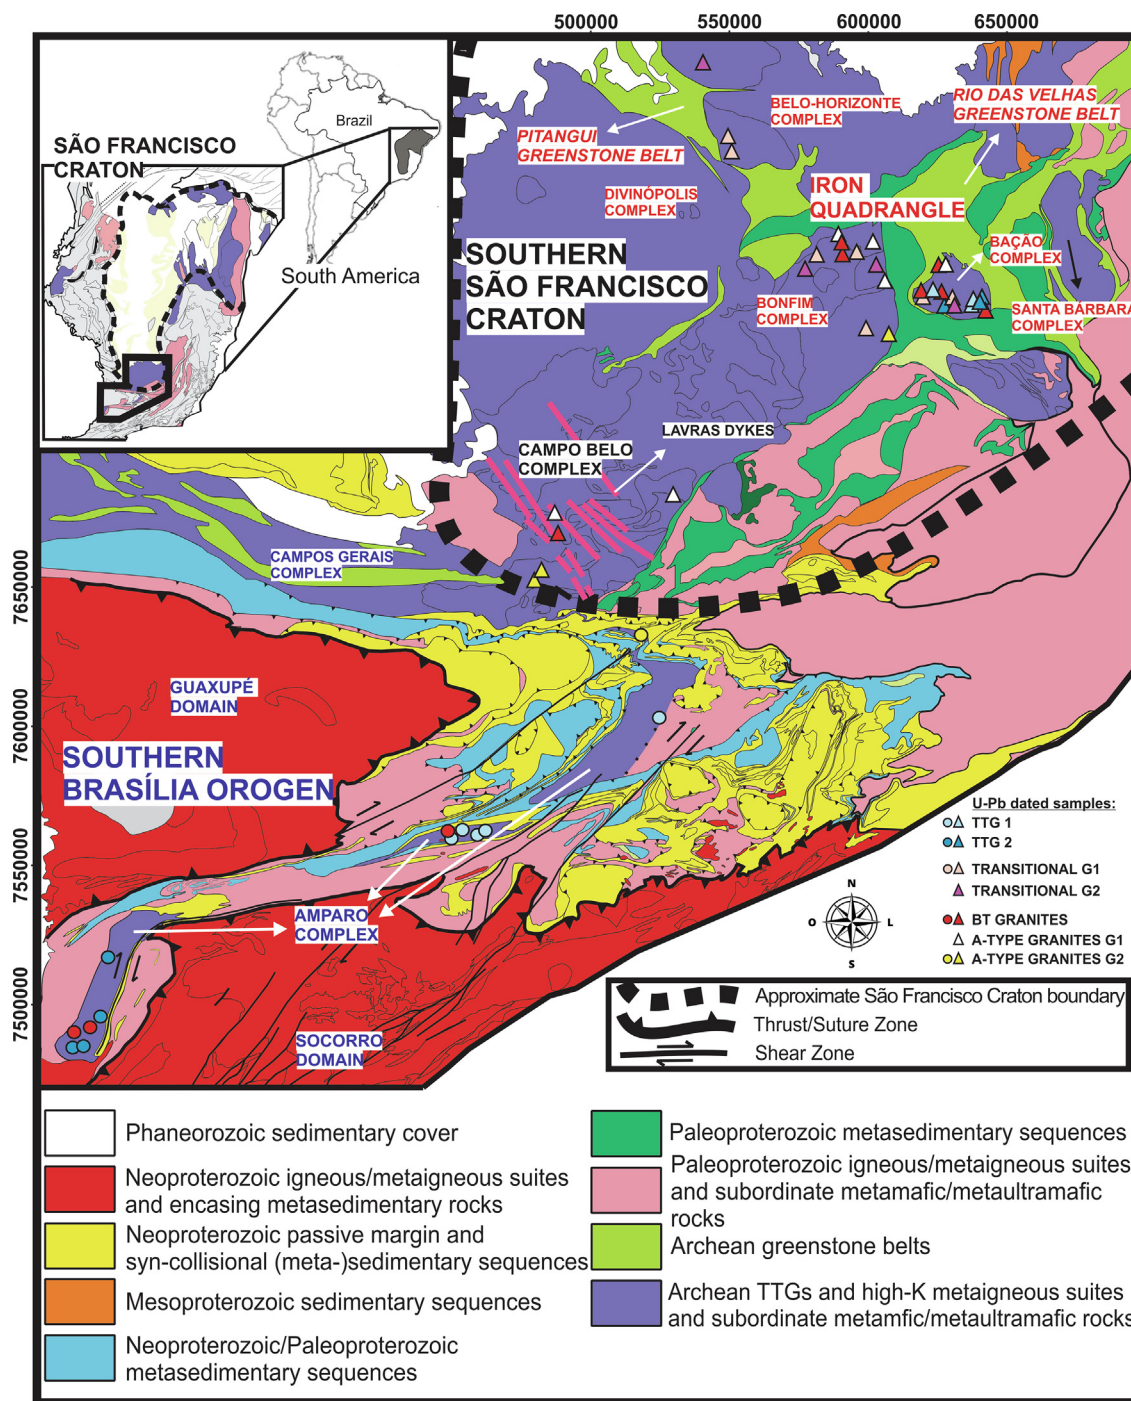 500000 550000 600000 650000
Brazil
SÃO FRANCISCO
CRATON
South America
PITANGUI
GREENSTONE BELT
BELO-HORIZONTE
COMPLEX
RIO DAS VELHAS
GREENSTONE BELT
DIVINÓPOLIS
COMPLEX
IRON
QUADRANGLE
SOUTHERN
SÃO FRANCISCO
CRATON
BAÇÃO
COMPLEX
BONFIM
COMPLEX
SANTA BÁRBARA
COMPLEX
LAVRAS DYKES
CAMPO BELO
COMPLEX
CAMPOS GERAIS
COMPLEX
7650000
7600000
7550000
7500000
GUAXUPÉ
DOMAIN
SOUTHERN
BRASÍLIA OROGEN
AMPARO
COMPLEX
SOCORRO
DOMAIN
U-Pb dated samples:
TTG 1
TTG 2
TRANSITIONAL G1
TRANSITIONAL G2
BT GRANITES
A-TYPE GRANITES G1
A-TYPE GRANITES G2
N
O L
S
Approximate São Francisco Craton boundary
Thrust/Suture Zone
Shear Zone
Phaneorozoic sedimentary cover
Neoproterozoic igneous/metaigneous suites
and encasing metasedimentary rocks
Neoproterozoic passive margin and
syn-collisional (meta-)sedimentary sequences
Mesoproterozoic sedimentary sequences
Neoproterozoic/Paleoproterozoic
metasedimentary sequences
Paleoproterozoic metasedimentary sequences
Paleoproterozoic igneous/metaigneous suites
and subordinate metamafic/metaultramafic
rocks
Archean greenstone belts
Archean TTGs and high-K metaigneous suites
and subordinate metamfic/metaultramafic rocks